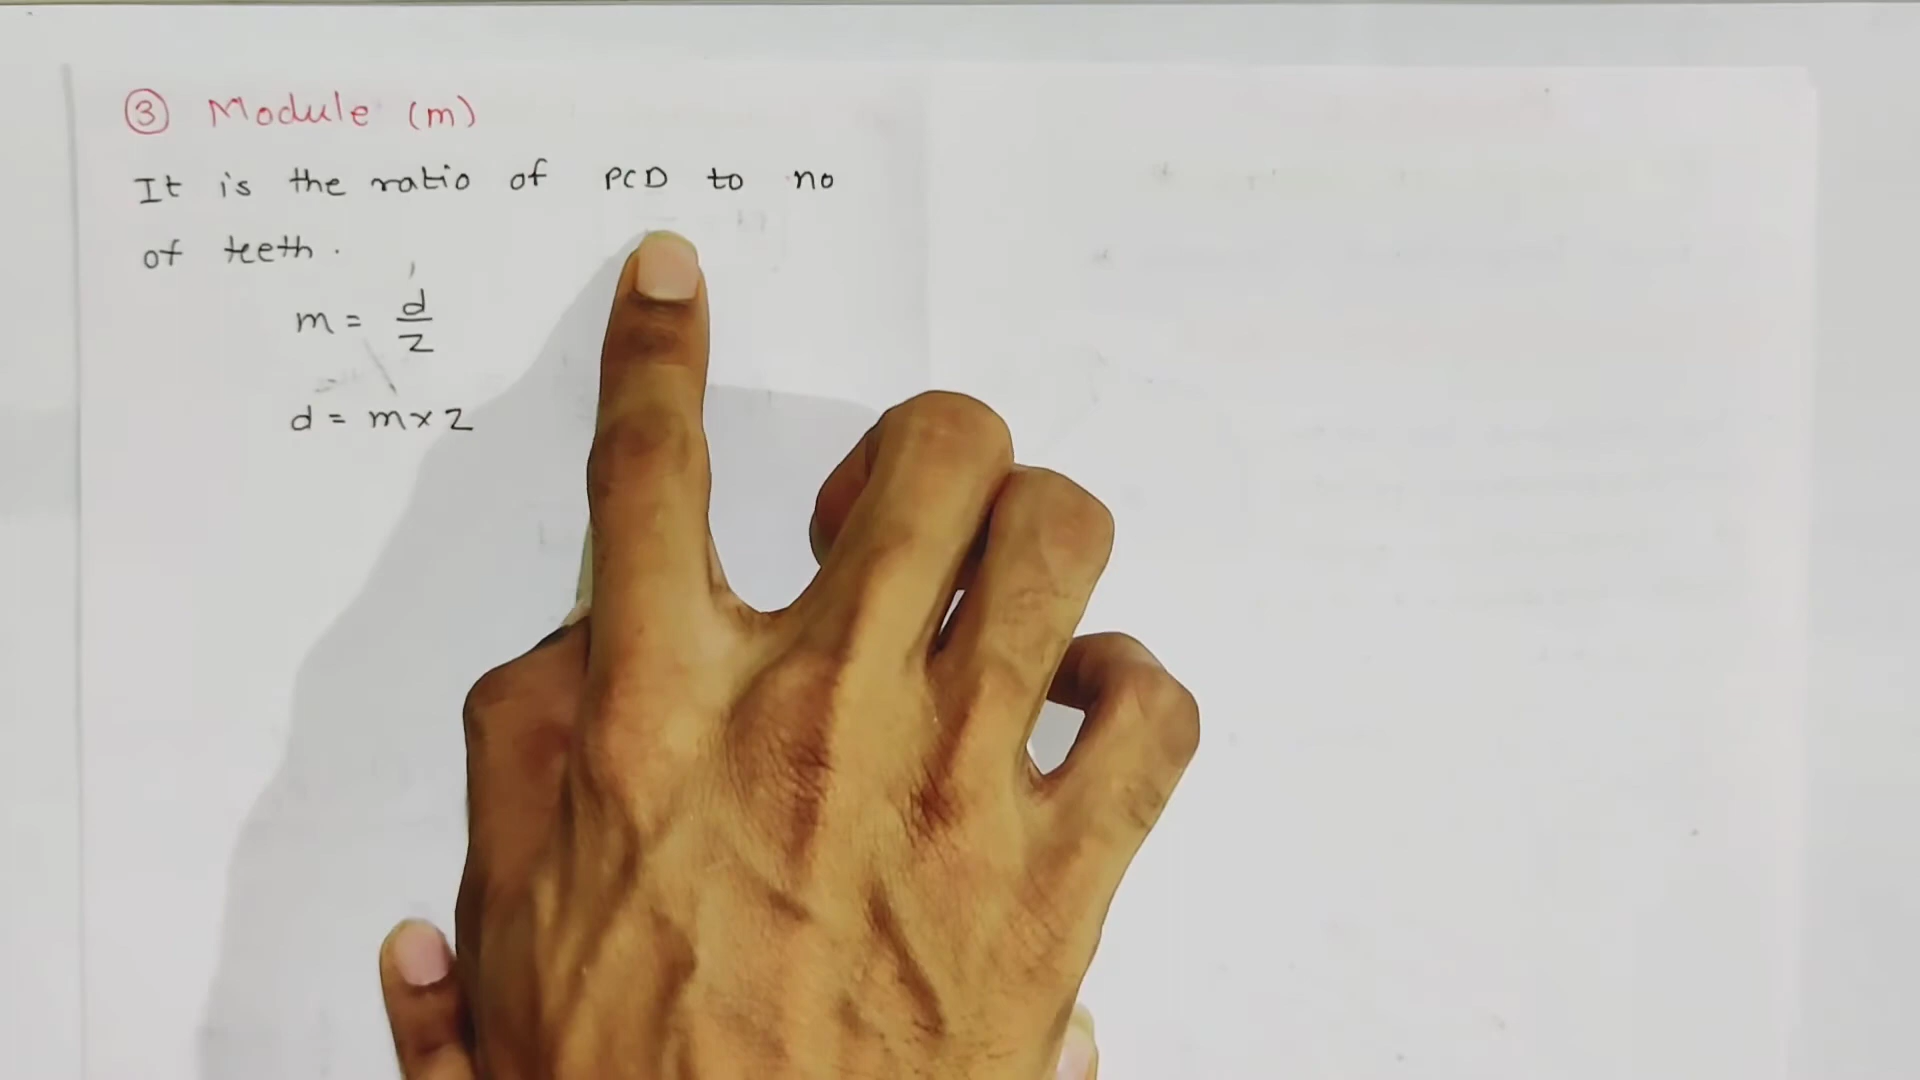 ③ Module (m)
It is the ratio of PCD to no
of teeth.
m = d/z
d = m × z